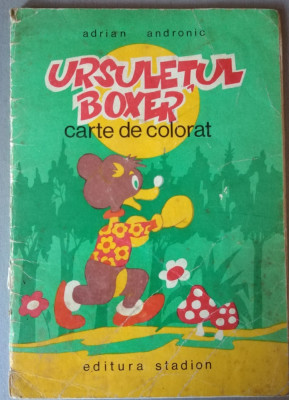 adrian andronic
URSULEȚUL
BOXER
carte de colorat
editura stadion